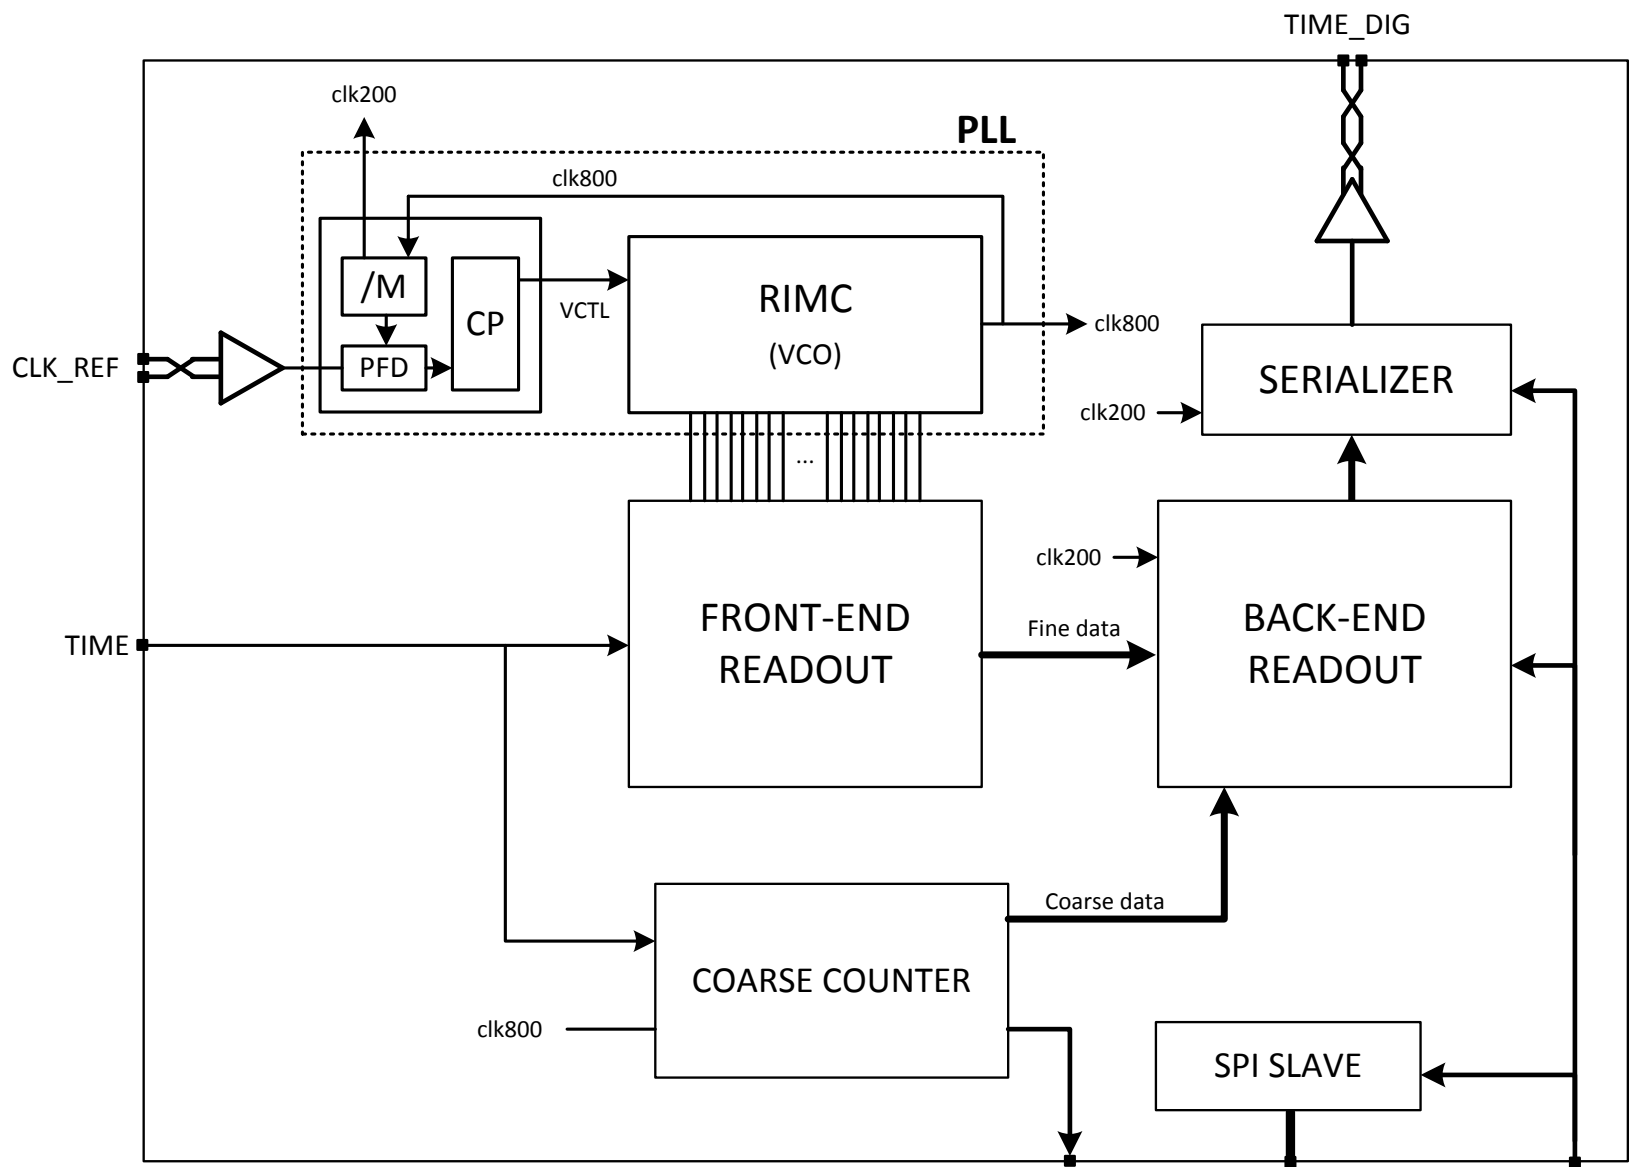 TIME_DIG
clk200
PLL
clk800
/M
CP
VCTL
RIMC
(VCO)
clk800
PFD
CLK_REF
SERIALIZER
clk200
...
clk200
FRONT-END
READOUT
Fine data
BACK-END
READOUT
TIME
Coarse data
COARSE COUNTER
clk800
SPI SLAVE